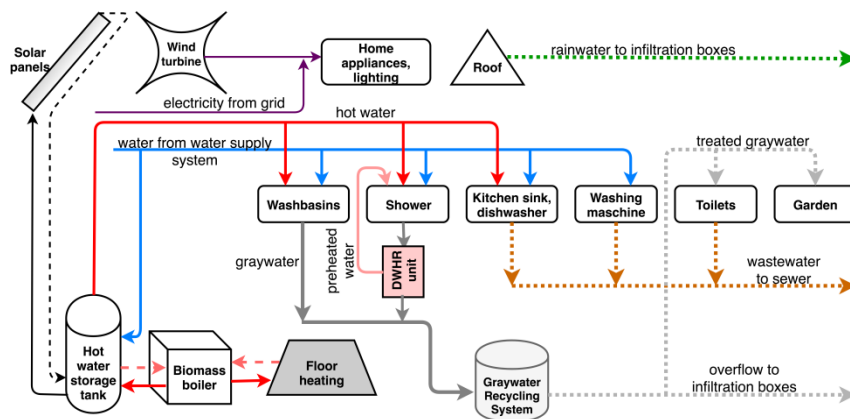 Solar
panels
Wind
turbine
Home
appliances,
lighting
Roof
rainwater to infiltration boxes
electricity from grid
hot water
water from water supply
system
treated graywater
Washbasins
Shower
Kitchen sink,
dishwasher
Washing
maschine
Toilets
Garden
graywater
preheated
water
DWHR
unit
wastewater
to sewer
Hot
water
storage
tank
Biomass
boiler
Floor
heating
Graywater
Recycling
System
overflow to
infiltration boxes